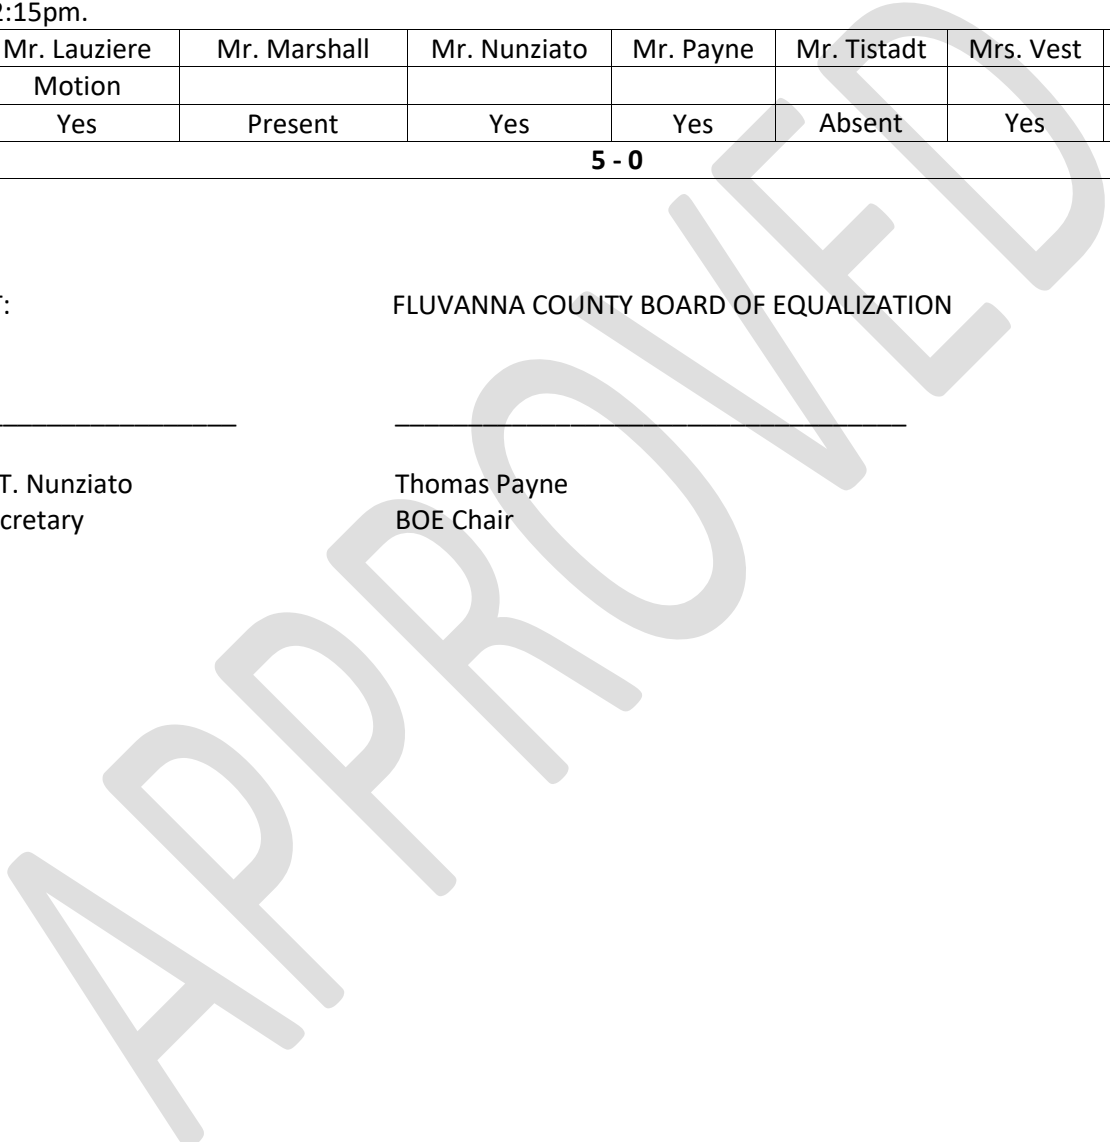 2:15pm.
Mr. Lauziere Mr. Marshall Mr. Nunziato Mr. Payne Mr. Tistadt Mrs. Vest
Motion
Yes Present Yes Yes Absent Yes
5 - 0
T: FLUVANNA COUNTY BOARD OF EQUALIZATION
T. Nunziato Thomas Payne
cretary BOE Chair
APPROVED